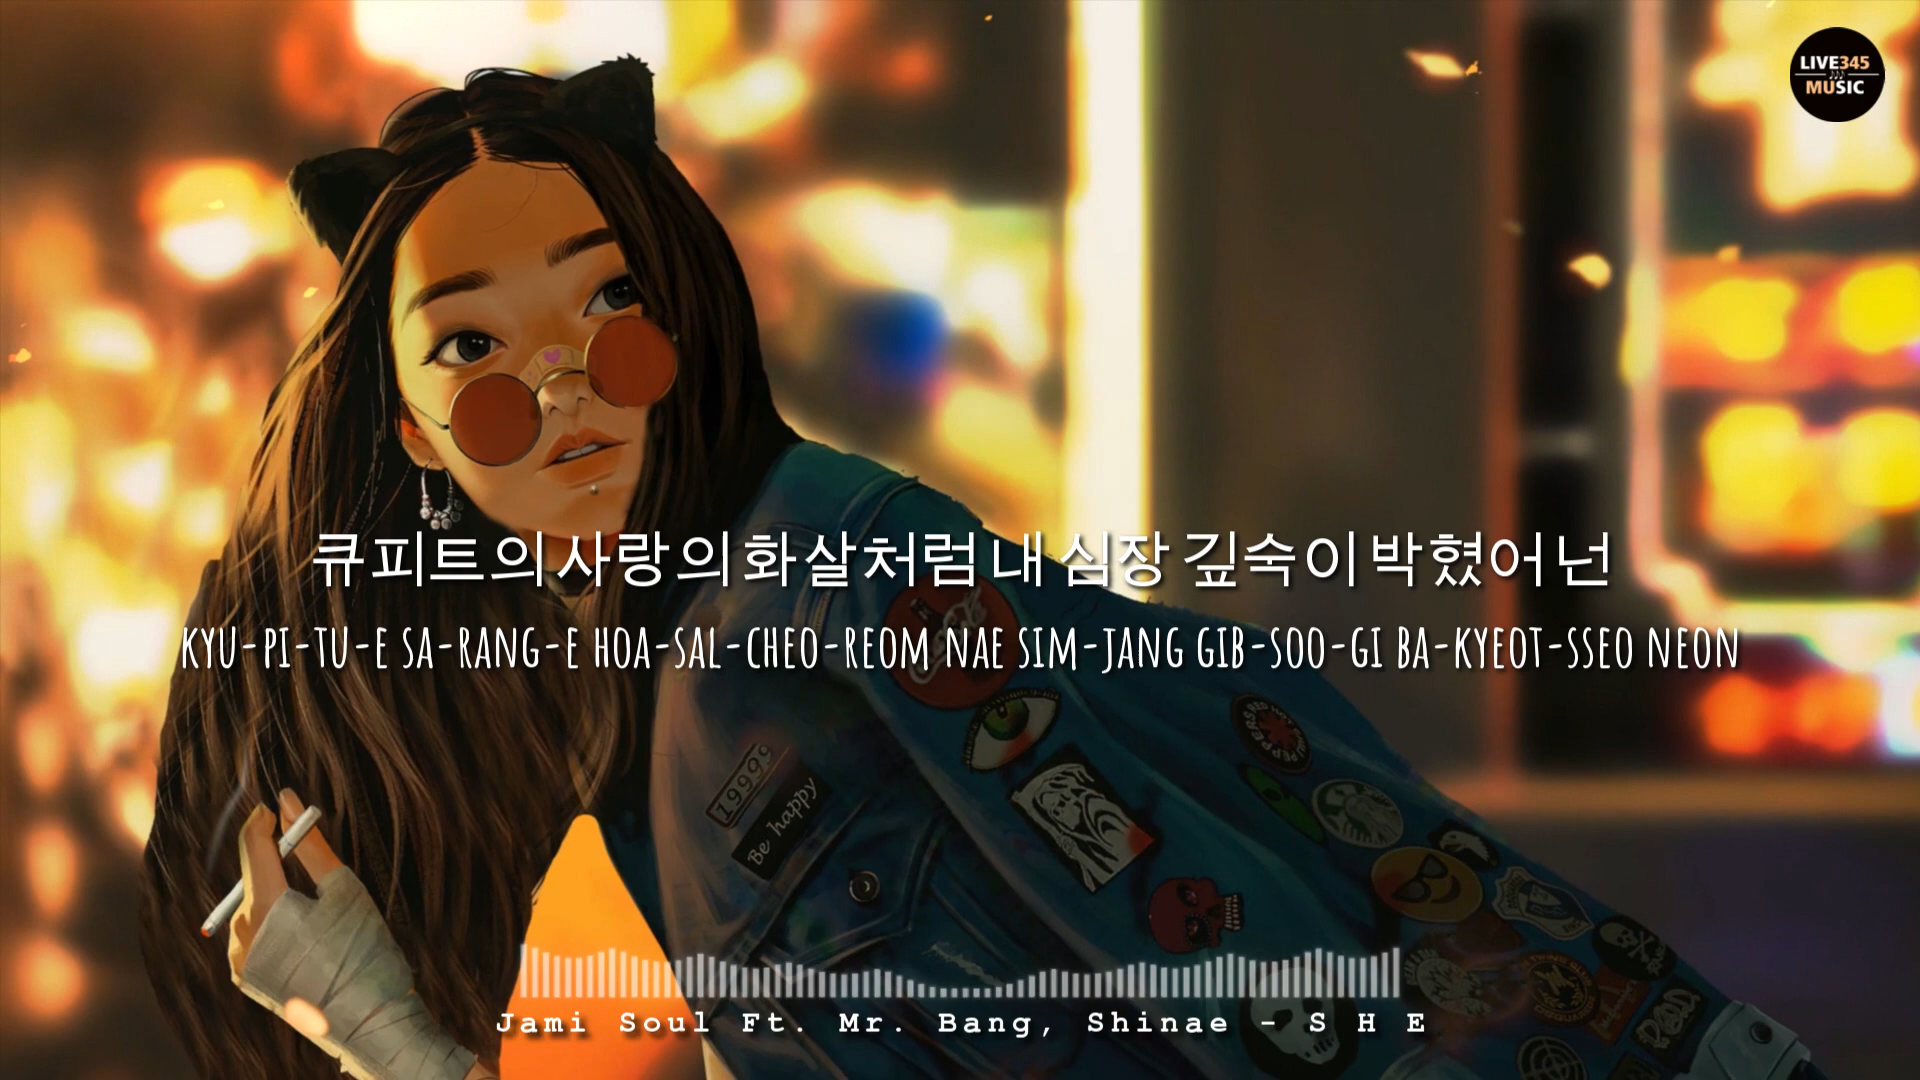 LIVE345
MUSIC
큐피트의 사랑의 화살처럼 내 심장 깊숙이 박혔어 넌
KYU-PI-TU-E SA-RANG-E HOA-SAL-CHEO-REOM NAE SIM-JANG GIB-SOO-GI BA-KYEOT-SSEO NEON
19999
Be happy
Jami Soul Ft. Mr. Bang, Shinae - S H E